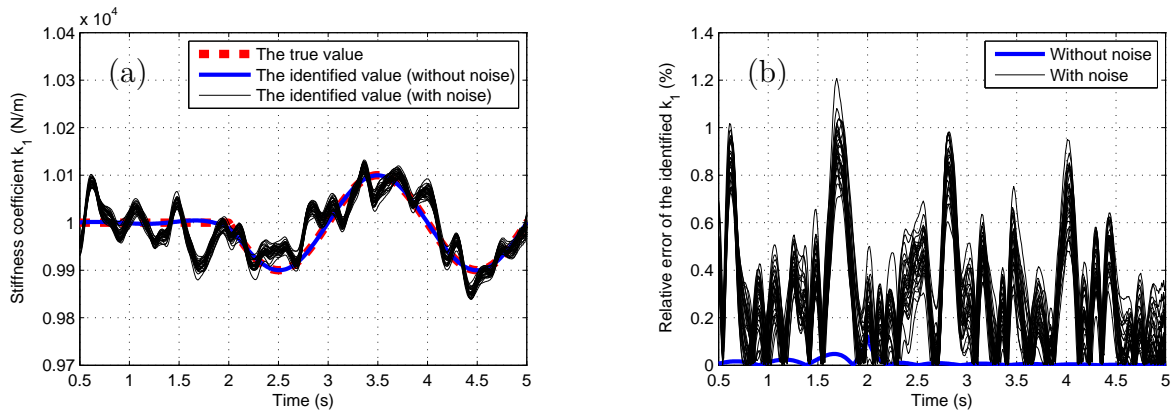 x 10⁴
1.04
1.03
1.02
1.01
1
0.99
0.98
0.97
Stiffness coefficient k₁ (N/m)
(a)
The true value
The identified value (without noise)
The identified value (with noise)
0.5 1 1.5 2 2.5 3 3.5 4 4.5 5
Time (s)
1.4
1.2
1
0.8
0.6
0.4
0.2
0
Relative error of the identified k₁ (%)
(b)
Without noise
With noise
0.5 1 1.5 2 2.5 3 3.5 4 4.5 5
Time (s)